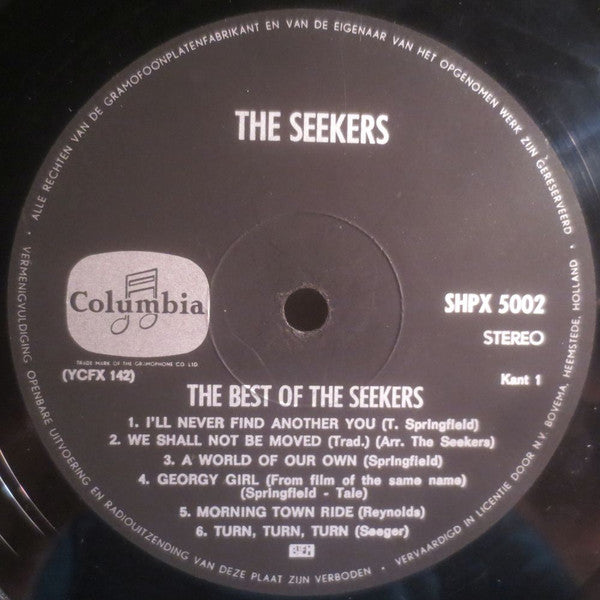 ALLE RECHTEN VAN DE GRAMOFOONPLATENFABRIKANT EN VAN DE EIGENAAR VAN HET OPGENOMEN WERK ZIJN GERESERVEERD
THE SEEKERS
Columbia
TRADE MARK OF THE GRAMOPHONE CO LTD
(YCFX 142)
SHPX 5002
STEREO
Kant 1
THE BEST OF THE SEEKERS
1. I'LL NEVER FIND ANOTHER YOU (T. Springfield)
2. WE SHALL NOT BE MOVED (Trad.) (Arr. The Seekers)
3. A WORLD OF OUR OWN (Springfield)
4. GEORGY GIRL (From film of the same name)
(Springfield - Tale)
5. MORNING TOWN RIDE (Reynolds)
6. TURN, TURN, TURN (Seeger)
VERMENIGVULDIGING OPENBARE UITVOERING EN RADIOUITZENDING VAN DEZE PLAAT ZIJN VERBODEN • VERVAARDIGD IN LICENTIE DOOR N.V. BOVEMA, HEEMSTEDE, HOLLAND •